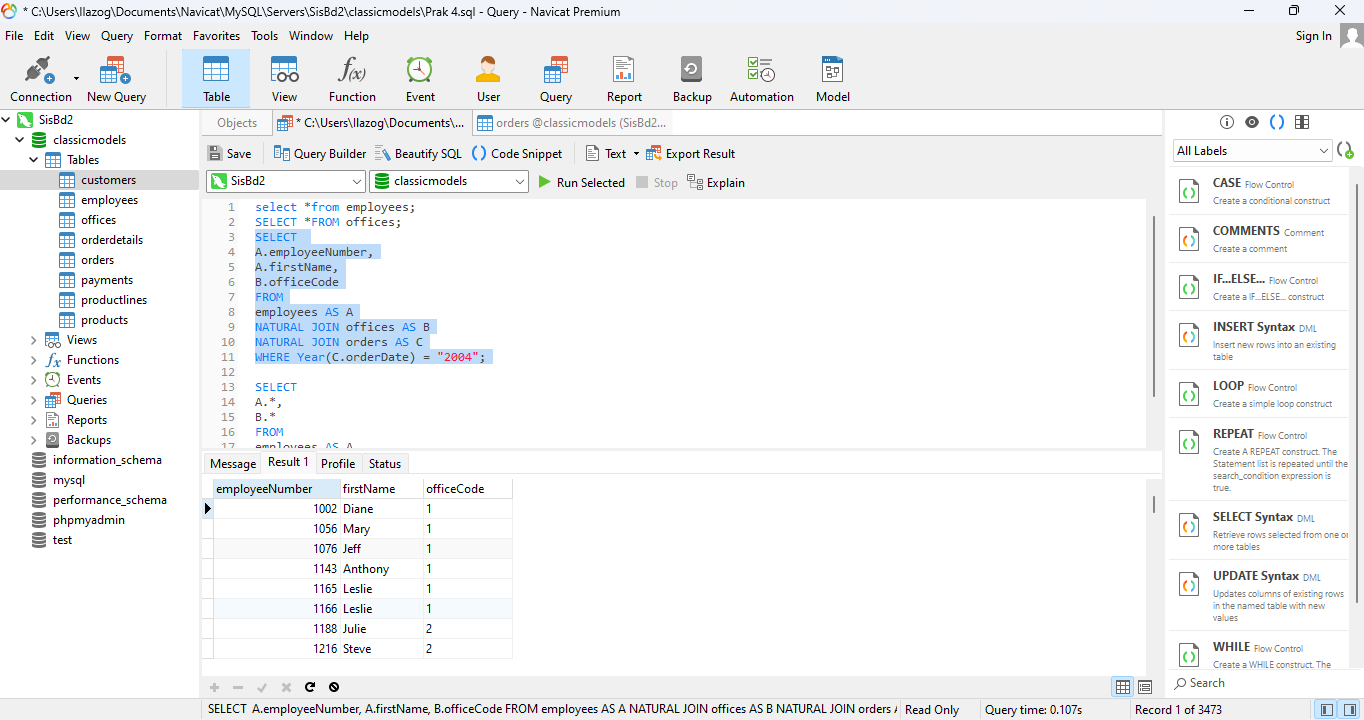 * C:\Users\Ilazog\Documents\Navicat\MySQL\Servers\SisBd2\classicmodels\Prak 4.sql - Query - Navicat Premium
File Edit View Query Format Favorites Tools Window Help
Sign In
Connection New Query Table View Function Event User Query Report Backup Automation Model
SisBd2
classicmodels
Tables
customers
employees
offices
orderdetails
orders
payments
productlines
products
Views
Functions
Events
Queries
Reports
Backups
information_schema
mysql
performance_schema
phpmyadmin
test
Objects * C:\Users\Ilazog\Documents\... orders @classicmodels (SisBd2...
Save Query Builder Beautify SQL Code Snippet Text Export Result
SisBd2 classicmodels Run Selected Stop Explain
1 select *from employees;
2 SELECT *FROM offices;
3 SELECT
4 A.employeeNumber,
5 A.firstName,
6 B.officeCode
7 FROM
8 employees AS A
9 NATURAL JOIN offices AS B
10 NATURAL JOIN orders AS C
11 WHERE Year(C.orderDate) = "2004";
12
13 SELECT
14 A.*,
15 B.*
16 FROM
17 employees AS A
Message Result 1 Profile Status
employeeNumber firstName officeCode
1002 Diane 1
1056 Mary 1
1076 Jeff 1
1143 Anthony 1
1165 Leslie 1
1166 Leslie 1
1188 Julie 2
1216 Steve 2
SELECT A.employeeNumber, A.firstName, B.officeCode FROM employees AS A NATURAL JOIN offices AS B NATURAL JOIN orders Read Only Query time: 0.107s Record 1 of 3473
All Labels
CASE Flow Control
Create a conditional construct
COMMENTS Comment
Create a comment
IF...ELSE... Flow Control
Create a IF...ELSE... construct
INSERT Syntax DML
Insert new rows into an existing
table
LOOP Flow Control
Create a simple loop construct
REPEAT Flow Control
Create A REPEAT construct. The
Statement list is repeated until the
search_condition expression is
true.
SELECT Syntax DML
Retrieve rows selected from one or
more tables
UPDATE Syntax DML
Updates columns of existing rows
in the named table with new
values
WHILE Flow Control
Create a WHILE construct. The
Search